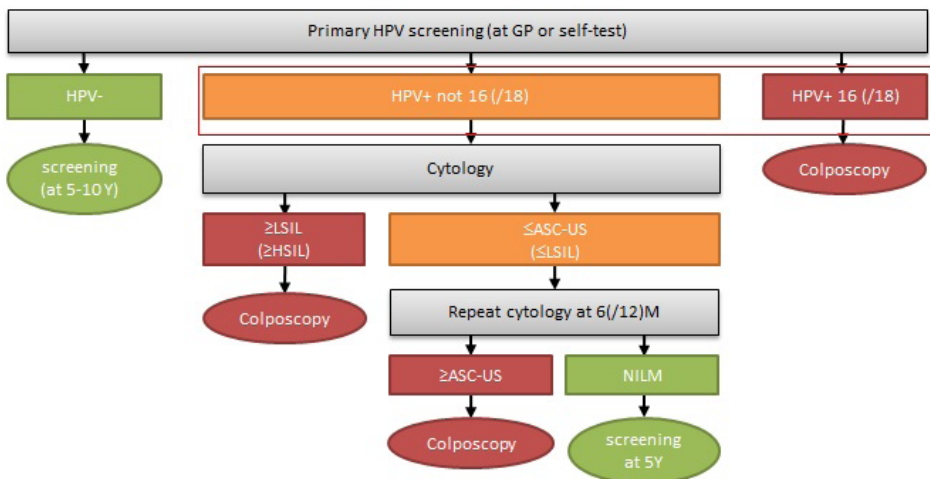 Primary HPV screening (at GP or self-test)
HPV-
HPV+ not 16 (/18)
HPV+ 16 (/18)
screening
(at 5-10 Y)
Cytology
Colposcopy
≥LSIL
(≥HSIL)
≤ASC-US
(≤LSIL)
Colposcopy
Repeat cytology at 6(/12)M
≥ASC-US
NILM
Colposcopy
screening
at 5Y